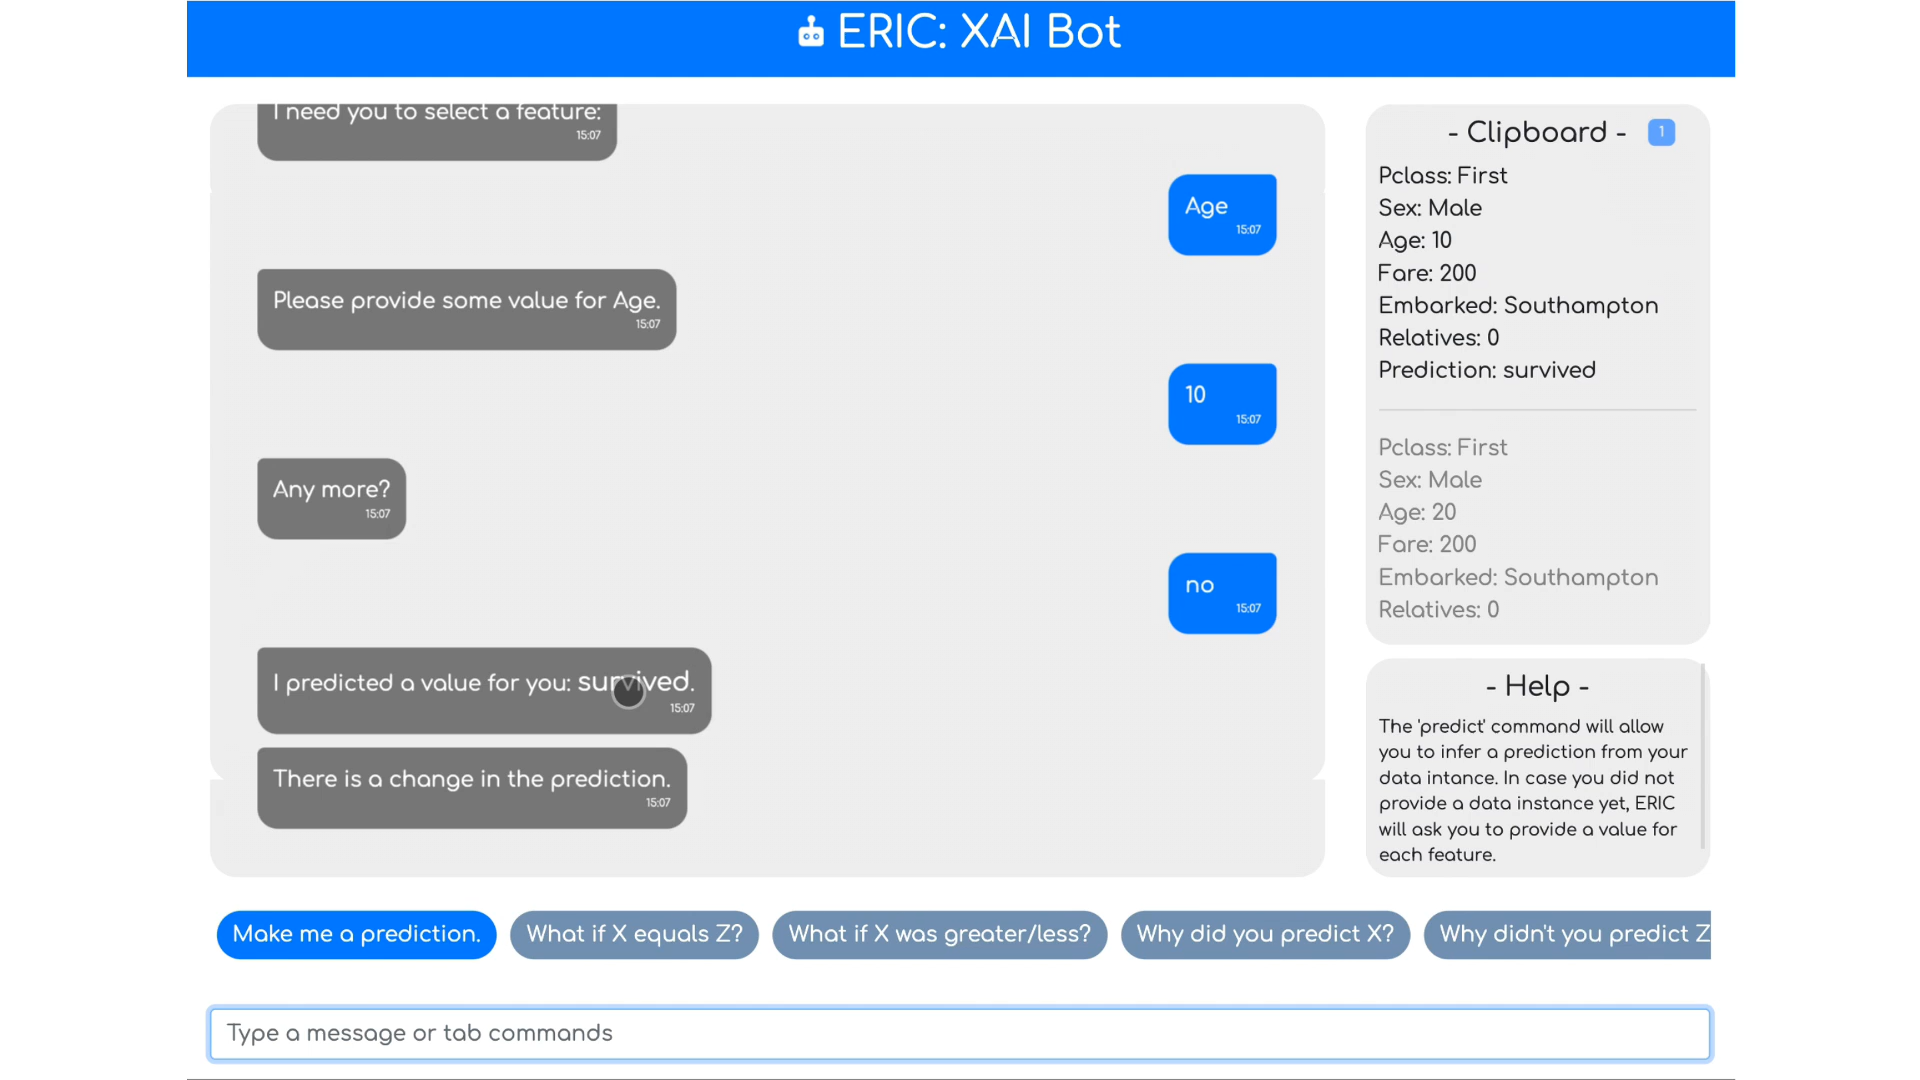 ERIC: XAI Bot
I need you to select a feature:
15:07
Age
15:07
Please provide some value for Age.
15:07
10
15:07
Any more?
15:07
no
15:07
I predicted a value for you: survived.
15:07
There is a change in the prediction.
15:07
- Clipboard - 1
Pclass: First
Sex: Male
Age: 10
Fare: 200
Embarked: Southampton
Relatives: 0
Prediction: survived
Pclass: First
Sex: Male
Age: 20
Fare: 200
Embarked: Southampton
Relatives: 0
- Help -
The 'predict' command will allow
you to infer a prediction from your
data intance. In case you did not
provide a data instance yet, ERIC
will ask you to provide a value for
each feature.
Make me a prediction. What if X equals Z? What if X was greater/less? Why did you predict X? Why didn't you predict Z
Type a message or tab commands